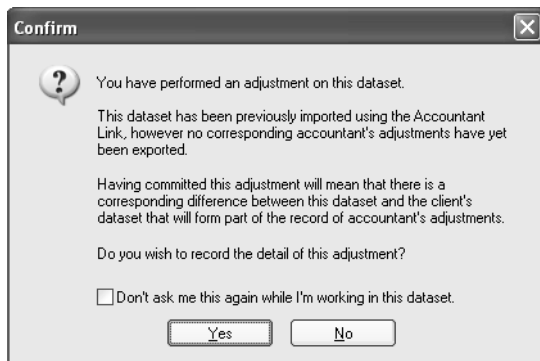 Confirm
You have performed an adjustment on this dataset.
This dataset has been previously imported using the Accountant
Link, however no corresponding accountant's adjustments have yet
been exported.
Having committed this adjustment will mean that there is a
corresponding difference between this dataset and the client's
dataset that will form part of the record of accountant's adjustments.
Do you wish to record the detail of this adjustment?
Don't ask me this again while I'm working in this dataset.
Yes No